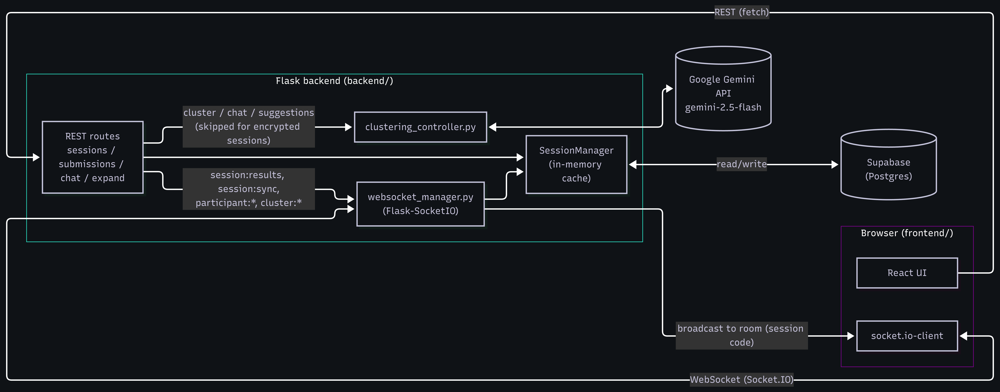 REST (fetch)
Google Gemini
API
gemini-2.5-flash
Flask backend (backend/)
cluster / chat / suggestions
(skipped for encrypted
sessions)
clustering_controller.py
REST routes
sessions /
submissions /
chat / expand
SessionManager
(in-memory
cache)
read/write
Supabase
(Postgres)
session:results,
session:sync,
participant:*, cluster:*
websocket_manager.py
(Flask-SocketIO)
Browser (frontend/)
React UI
broadcast to room (session
code)
socket.io-client
WebSocket (Socket.IO)